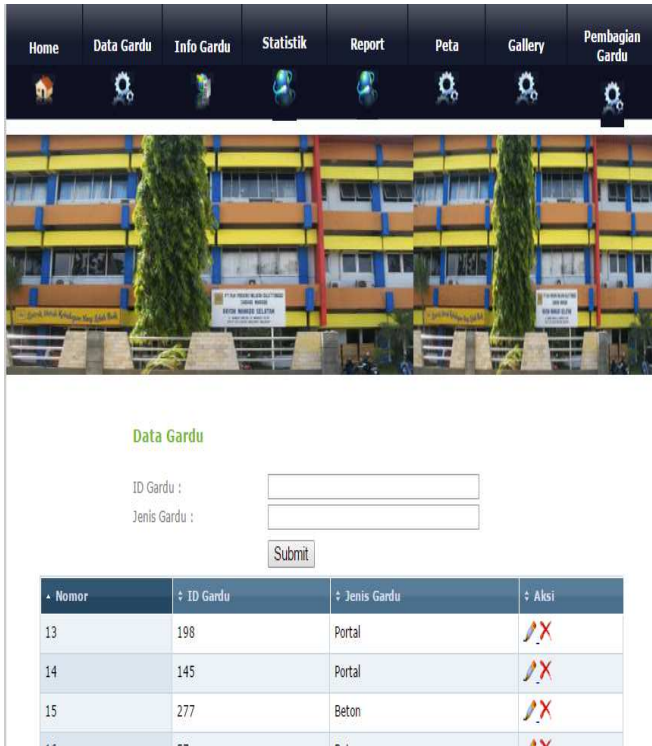 Home
Data Gardu
Info Gardu
Statistik
Report
Peta
Gallery
Pembagian
Gardu
Data Gardu
ID Gardu :
Jenis Gardu :
Submit
Nomor ID Gardu Jenis Gardu Aksi
13 198 Portal
14 145 Portal
15 277 Beton